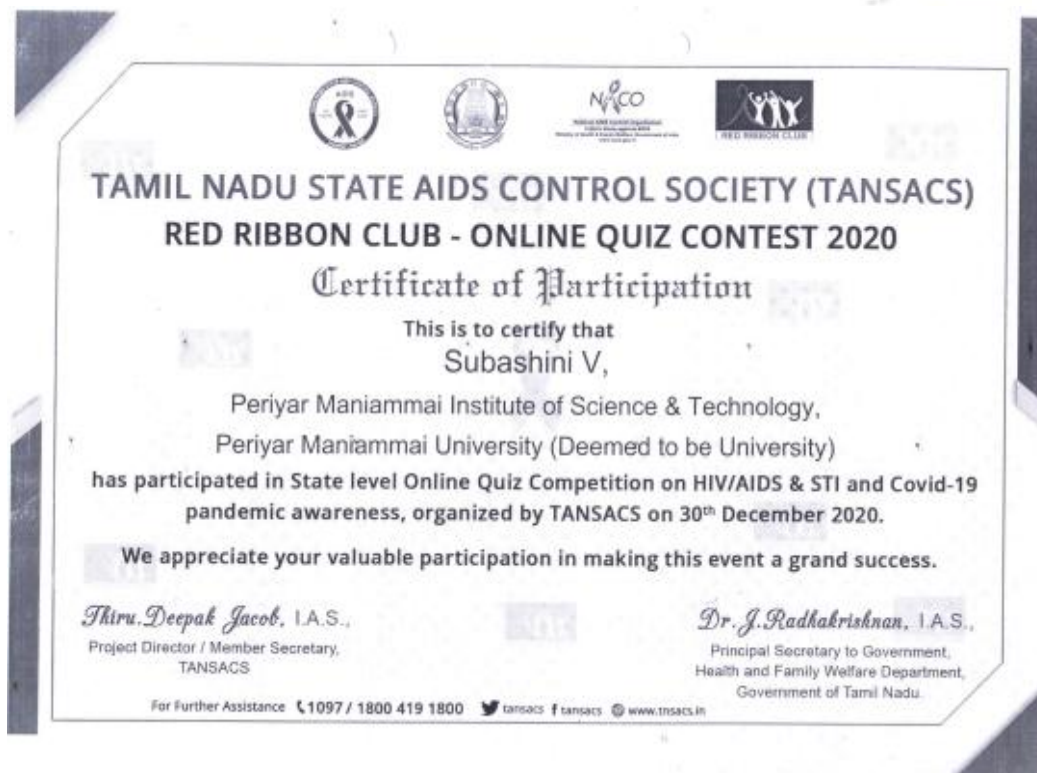 AIDS
NACO
National AIDS Control Organisation
RED RIBBON CLUB
TAMIL NADU STATE AIDS CONTROL SOCIETY (TANSACS)
RED RIBBON CLUB - ONLINE QUIZ CONTEST 2020
Certificate of Participation
This is to certify that
Subashini V,
Periyar Maniammai Institute of Science & Technology,
Periyar Maniammai University (Deemed to be University)
has participated in State level Online Quiz Competition on HIV/AIDS & STI and Covid-19
pandemic awareness, organized by TANSACS on 30th December 2020.
We appreciate your valuable participation in making this event a grand success.
Thiru.Deepak Jacob, I.A.S.,
Project Director / Member Secretary,
TANSACS
Dr.J.Radhakrishnan, I.A.S.,
Principal Secretary to Government,
Health and Family Welfare Department,
Government of Tamil Nadu.
For Further Assistance 1097 / 1800 419 1800 tansacs f tansacs www.tnsacs.in